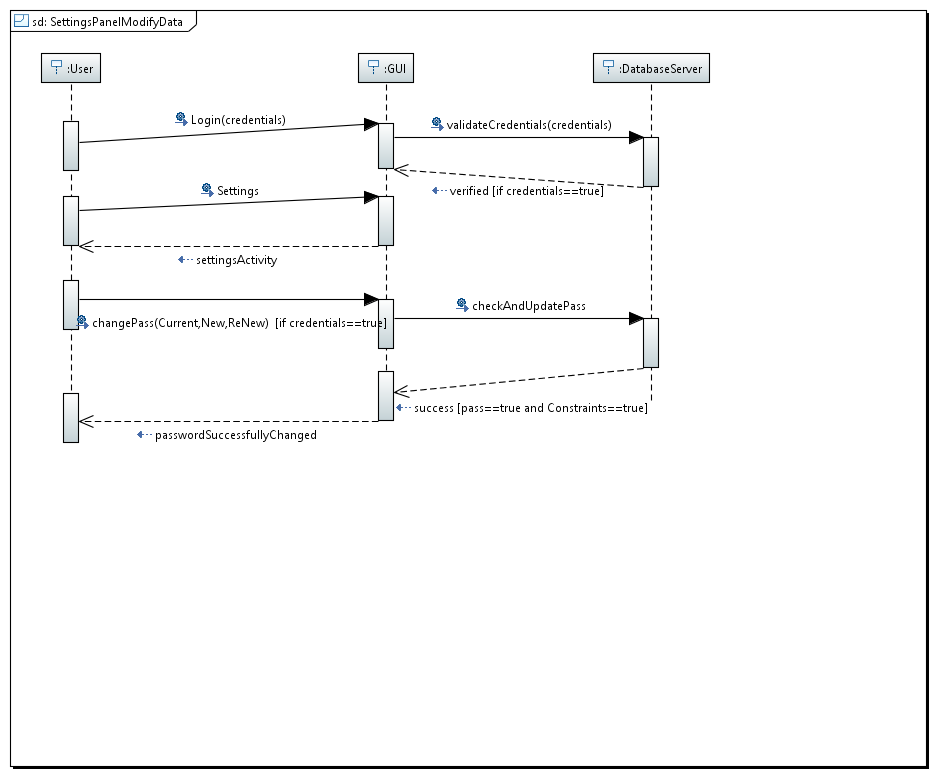 sd: SettingsPanelModifyData
:User
:GUI
:DatabaseServer
Login(credentials)
validateCredentials(credentials)
verified [if credentials==true]
Settings
settingsActivity
checkAndUpdatePass
changePass(Current,New,ReNew) [if credentials==true]
success [pass==true and Constraints==true]
passwordSuccessfullyChanged